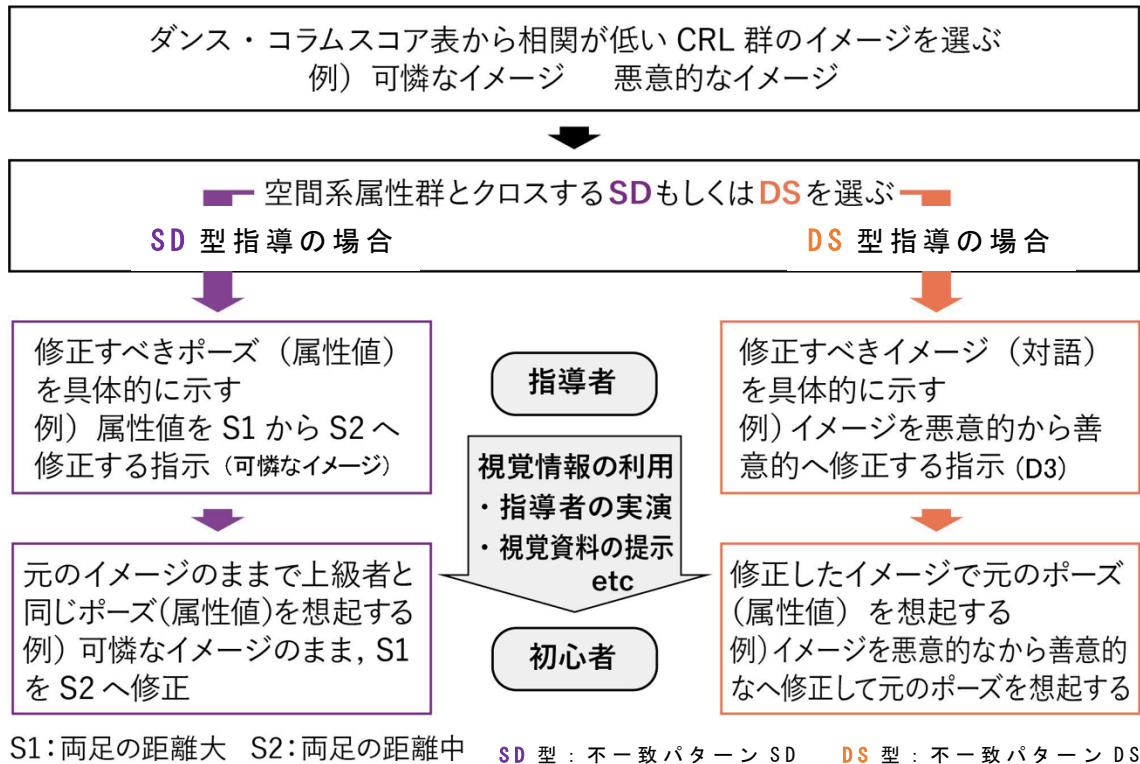 ダンス・コラムスコア表から相関が低い CRL 群のイメージを選ぶ
例）可憐なイメージ　悪意的なイメージ
空間系属性群とクロスするSDもしくはDSを選ぶ
SD 型指導の場合
DS 型指導の場合
修正すべきポーズ（属性値）
を具体的に示す
例）属性値を S1 から S2 へ
修正する指示（可憐なイメージ）
指導者
修正すべきイメージ（対語）
を具体的に示す
例）イメージを悪意的から善
意的へ修正する指示 (D3)
視覚情報の利用
・指導者の実演
・視覚資料の提示
etc
元のイメージのままで上級者と
同じポーズ（属性値）を想起する
例）可憐なイメージのまま, S1
を S2 へ修正
初心者
修正したイメージで元のポーズ
（属性値）を想起する
例）イメージを悪意的なから善意的
なへ修正して元のポーズを想起する
S1：両足の距離大　S2：両足の距離中　SD 型：不一致パターン SD　DS 型：不一致パターン DS